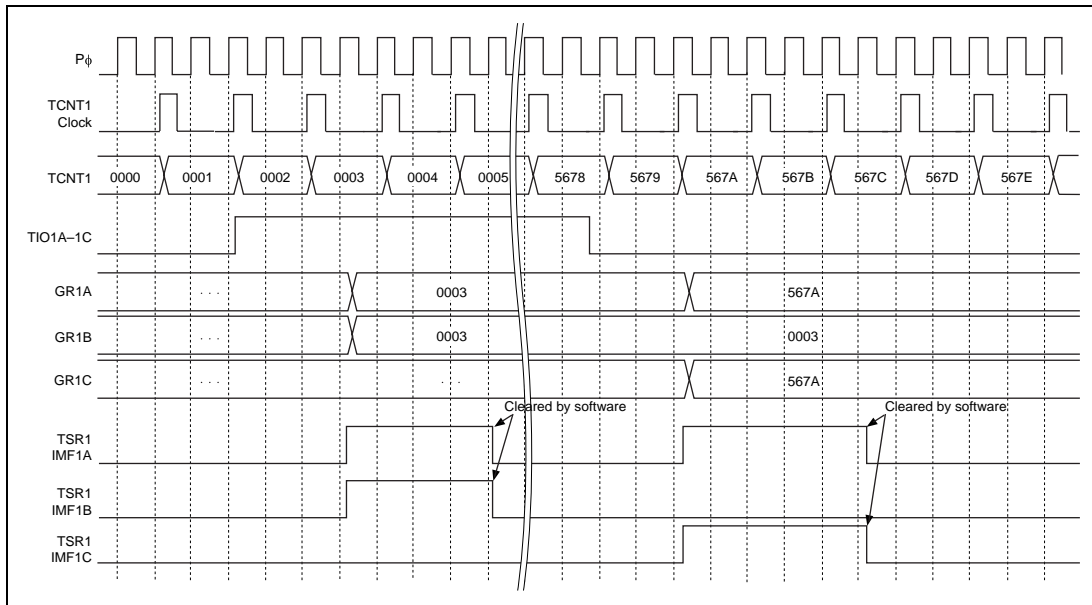 Pφ
TCNT1
Clock
TCNT1 0000 0001 0002 0003 0004 0005 5678 5679 567A 567B 567C 567D 567E
TIO1A–1C
GR1A . . . 0003 567A
GR1B . . . 0003 0003
GR1C . . . . . . 567A
Cleared by software Cleared by software
TSR1
IMF1A
TSR1
IMF1B
TSR1
IMF1C